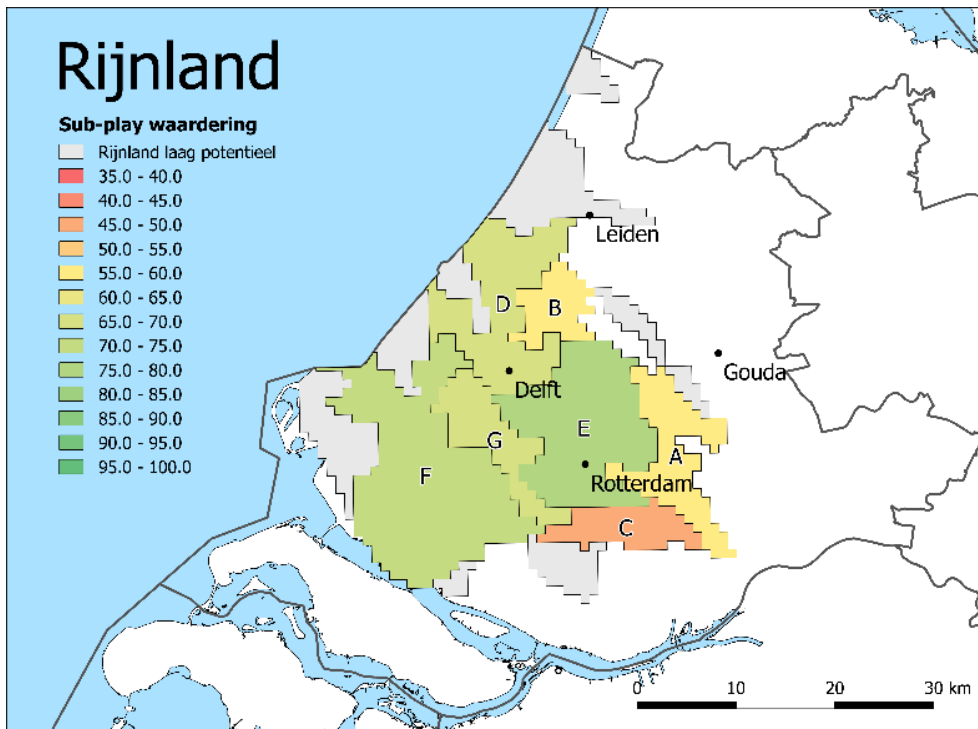 Rijnland
Sub-play waardering
Rijnland laag potentieel
35.0 - 40.0
40.0 - 45.0
45.0 - 50.0
50.0 - 55.0
55.0 - 60.0
60.0 - 65.0
65.0 - 70.0
70.0 - 75.0
75.0 - 80.0
80.0 - 85.0
85.0 - 90.0
90.0 - 95.0
95.0 - 100.0
Leiden
D
B
Gouda
Delft
E
G
A
F
Rotterdam
C
0 10 20 30 km